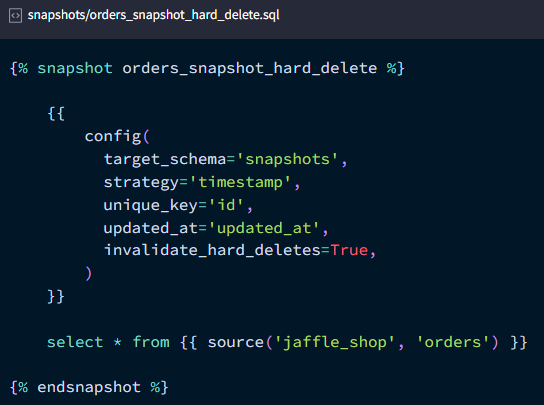 snapshots/orders_snapshot_hard_delete.sql
{% snapshot orders_snapshot_hard_delete %}
{{
config(
target_schema='snapshots',
strategy='timestamp',
unique_key='id',
updated_at='updated_at',
invalidate_hard_deletes=True,
)
}}
select * from {{ source('jaffle_shop', 'orders') }}
{% endsnapshot %}